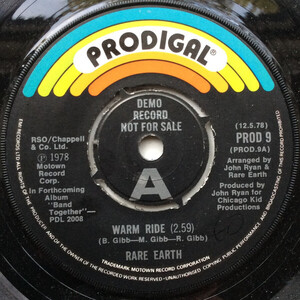 PRODIGAL
DEMO
RECORD
NOT FOR SALE
RSO/Chappell
& Co. Ltd.
℗ 1978
Motown
Record
Corp.
In Forthcoming
Album "Band
Together"—
PDL 2008
A
(12.5.78)
PROD 9
(PROD.9A)
Arranged by
John Ryan &
Rare Earth
Produced by
John Ryan for
Chicago Kid
Productions
WARM RIDE (2.59)
(B. Gibb—M. Gibb—R. Gibb)
RARE EARTH
TRADEMARK MOTOWN RECORD CORPORATION